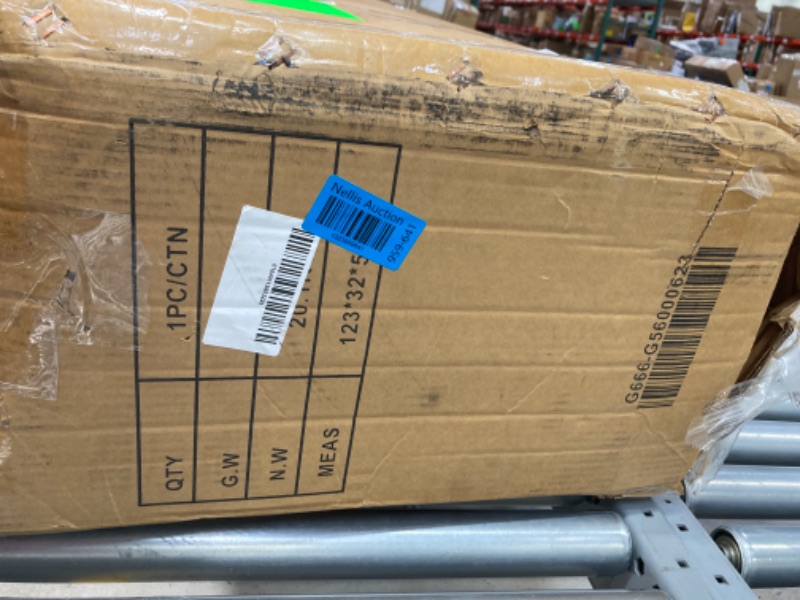 QTY 1PC/CTN
G.W
N.W
MEAS 123*32*5
Nellis Auction
959-641
G666-G56000623